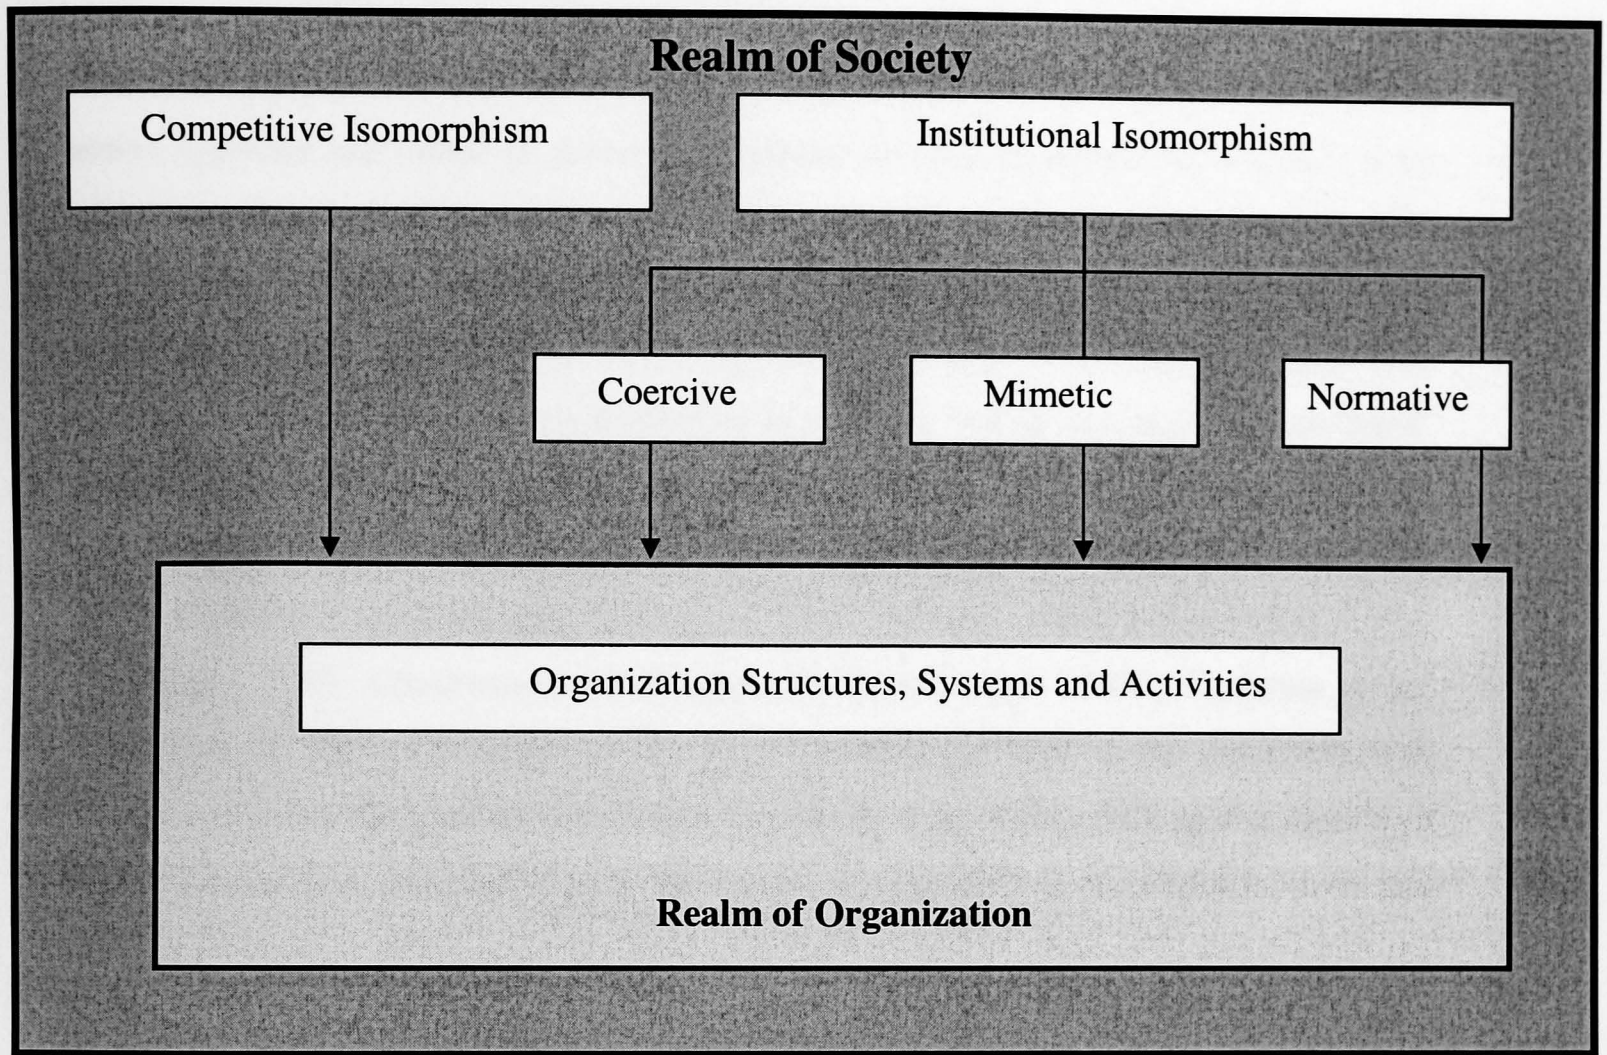 Realm of Society
Competitive Isomorphism
Institutional Isomorphism
Coercive
Mimetic
Normative
Organization Structures, Systems and Activities
Realm of Organization